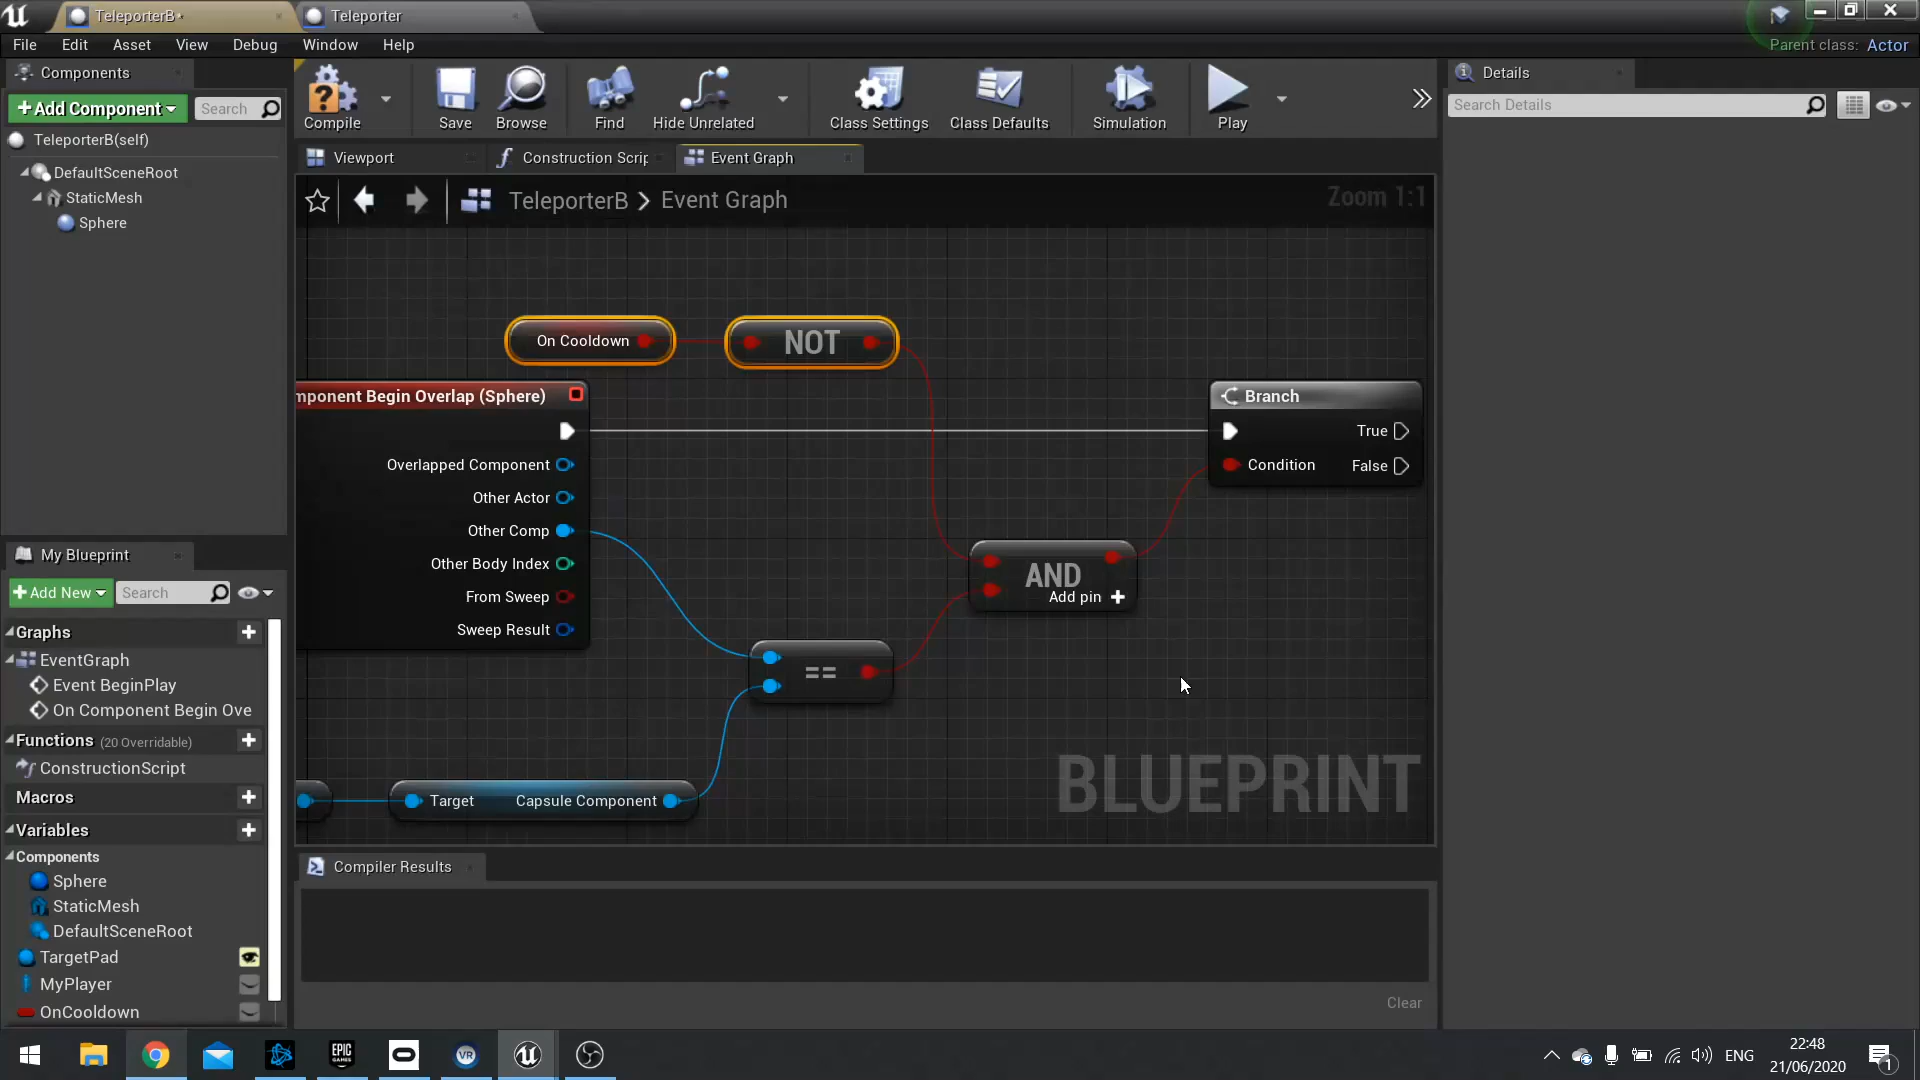 TeleporterB*
Teleporter
File Edit Asset View Debug Window Help
Parent class: Actor
Components
Add Component
Search
TeleporterB(self)
DefaultSceneRoot
StaticMesh
Sphere
Compile
Save
Browse
Find
Hide Unrelated
Class Settings
Class Defaults
Simulation
Play
Details
Search Details
Viewport
Construction Scrip
Event Graph
TeleporterB > Event Graph
Zoom 1:1
On Cooldown
NOT
mponent Begin Overlap (Sphere)
Overlapped Component
Other Actor
Other Comp
Other Body Index
From Sweep
Sweep Result
Branch
True
Condition
False
AND
Add pin
==
Target
Capsule Component
BLUEPRINT
My Blueprint
Add New
Search
Graphs
EventGraph
Event BeginPlay
On Component Begin Ove
Functions (20 Overridable)
ConstructionScript
Macros
Variables
Components
Sphere
StaticMesh
DefaultSceneRoot
TargetPad
MyPlayer
OnCooldown
Compiler Results
Clear
EPIC
GAMES
VR
ENG
22:48
21/06/2020
1